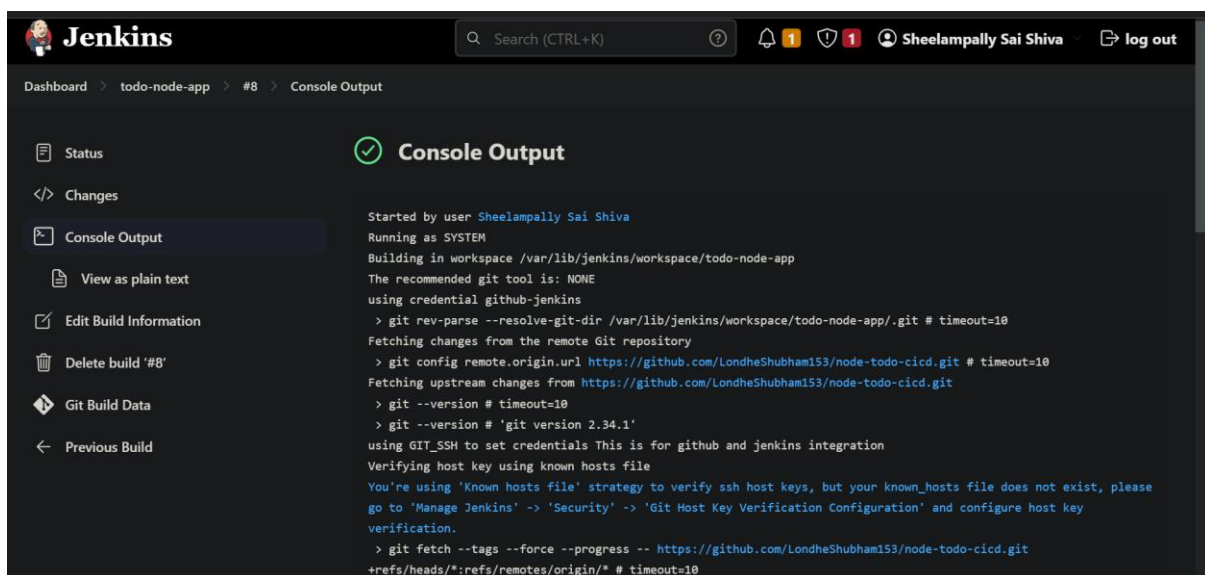 Jenkins
Search (CTRL+K)
1
1
Sheelampally Sai Shiva
log out
Dashboard > todo-node-app > #8 > Console Output
Status
Changes
Console Output
View as plain text
Edit Build Information
Delete build '#8'
Git Build Data
Previous Build
Console Output
Started by user Sheelampally Sai Shiva
Running as SYSTEM
Building in workspace /var/lib/jenkins/workspace/todo-node-app
The recommended git tool is: NONE
using credential github-jenkins
> git rev-parse --resolve-git-dir /var/lib/jenkins/workspace/todo-node-app/.git # timeout=10
Fetching changes from the remote Git repository
> git config remote.origin.url https://github.com/LondheShubham153/node-todo-cicd.git # timeout=10
Fetching upstream changes from https://github.com/LondheShubham153/node-todo-cicd.git
> git --version # timeout=10
> git --version # 'git version 2.34.1'
using GIT_SSH to set credentials This is for github and jenkins integration
Verifying host key using known hosts file
You're using 'Known hosts file' strategy to verify ssh host keys, but your known_hosts file does not exist, please
go to 'Manage Jenkins' -> 'Security' -> 'Git Host Key Verification Configuration' and configure host key
verification.
> git fetch --tags --force --progress -- https://github.com/LondheShubham153/node-todo-cicd.git
+refs/heads/*:refs/remotes/origin/* # timeout=10